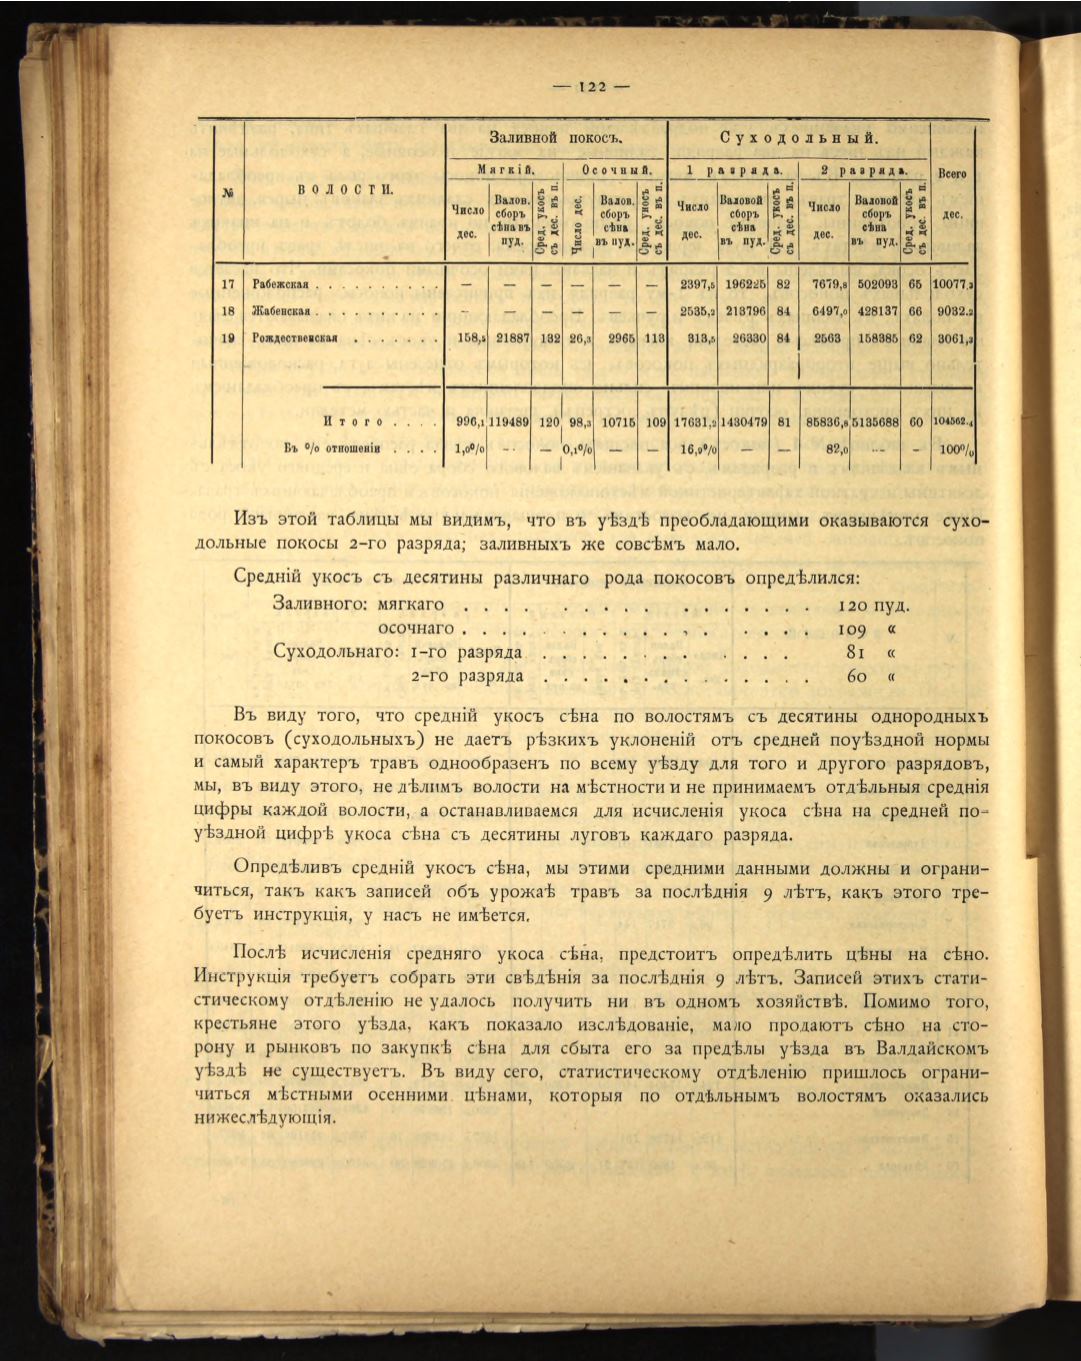 — 122 —
№
ВОЛОСТИ.
Заливной покосъ.
Суходольный.
Всего
дес.
Мягкій.
Осочный.
1 разряда.
2 разряда.
Число
дес.
Валов.
сборъ
сѣна въ
пуд.
Сред. укосъ
съ дес. въ п.
Число дес.
Валов.
сборъ
сѣна
въ пуд.
Сред. укосъ
съ дес. въ п.
Число
дес.
Валовой
сборъ
сѣна
въ пуд.
Сред. укосъ
съ дес. въ п.
Число
дес.
Валовой
сборъ
сѣна
въ пуд.
Сред. укосъ
съ дес. въ п.
17 Рабежская . . . . . . . . . . — — — — — — 2397,5 196225 82 7679,8 502093 65 10077,3
18 Жабенская . . . . . . . . . . — — — — — — 2535,2 213796 84 6497,0 428137 66 9032.2
19 Рождественская . . . . . . . 158,5 21887 132 26,3 2965 113 313,5 26330 84 2563 158385 62 3061,3
Итого . . . . 996,1 119489 120 98,3 10715 109 17631,2 1430479 81 85836,8 5135688 60 104562.4
Въ % отношеніи . . . . 1,0% — — 0,1% — — 16,9% — — 82,0 — — 100%
Изъ этой таблицы мы видимъ, что въ уѣздѣ преобладающими оказываются сухо-
дольные покосы 2-го разряда; заливныхъ же совсѣмъ мало.
Средній укосъ съ десятины различнаго рода покосовъ опредѣлился:
Заливного: мягкаго . . . . . . . . . . . . . . . . 120 пуд.
осочнаго . . . . . . . . . . . . . . . . 109 «
Суходольнаго: 1-го разряда . . . . . . . . . . . . 81 «
2-го разряда . . . . . . . . . . . . . . 60 «
Въ виду того, что средній укосъ сѣна по волостямъ съ десятины однородныхъ
покосовъ (суходольныхъ) не даетъ рѣзкихъ уклоненій отъ средней поуѣздной нормы
и самый характеръ травъ однообразенъ по всему уѣзду для того и другого разрядовъ,
мы, въ виду этого, не дѣлимъ волости на мѣстности и не принимаемъ отдѣльныя среднія
цифры каждой волости, а останавливаемся для исчисленія укоса сѣна на средней по-
уѣздной цифрѣ укоса сѣна съ десятины луговъ каждаго разряда.
Опредѣливъ средній укосъ сѣна, мы этими средними данными должны и ограни-
читься, такъ какъ записей объ урожаѣ травъ за послѣднія 9 лѣтъ, какъ этого тре-
буетъ инструкція, у насъ не имѣется.
Послѣ исчисленія средняго укоса сѣна, предстоитъ опредѣлить цѣны на сѣно.
Инструкція требуетъ собрать эти свѣдѣнія за послѣднія 9 лѣтъ. Записей этихъ стати-
стическому отдѣленію не удалось получить ни въ одномъ хозяйствѣ. Помимо того,
крестьяне этого уѣзда, какъ показало изслѣдованіе, мало продаютъ сѣно на сто-
рону и рынковъ по закупкѣ сѣна для сбыта его за предѣлы уѣзда въ Валдайскомъ
уѣздѣ не существуетъ. Въ виду сего, статистическому отдѣленію пришлось ограни-
читься мѣстными осенними цѣнами, которыя по отдѣльнымъ волостямъ оказались
нижеслѣдующія.